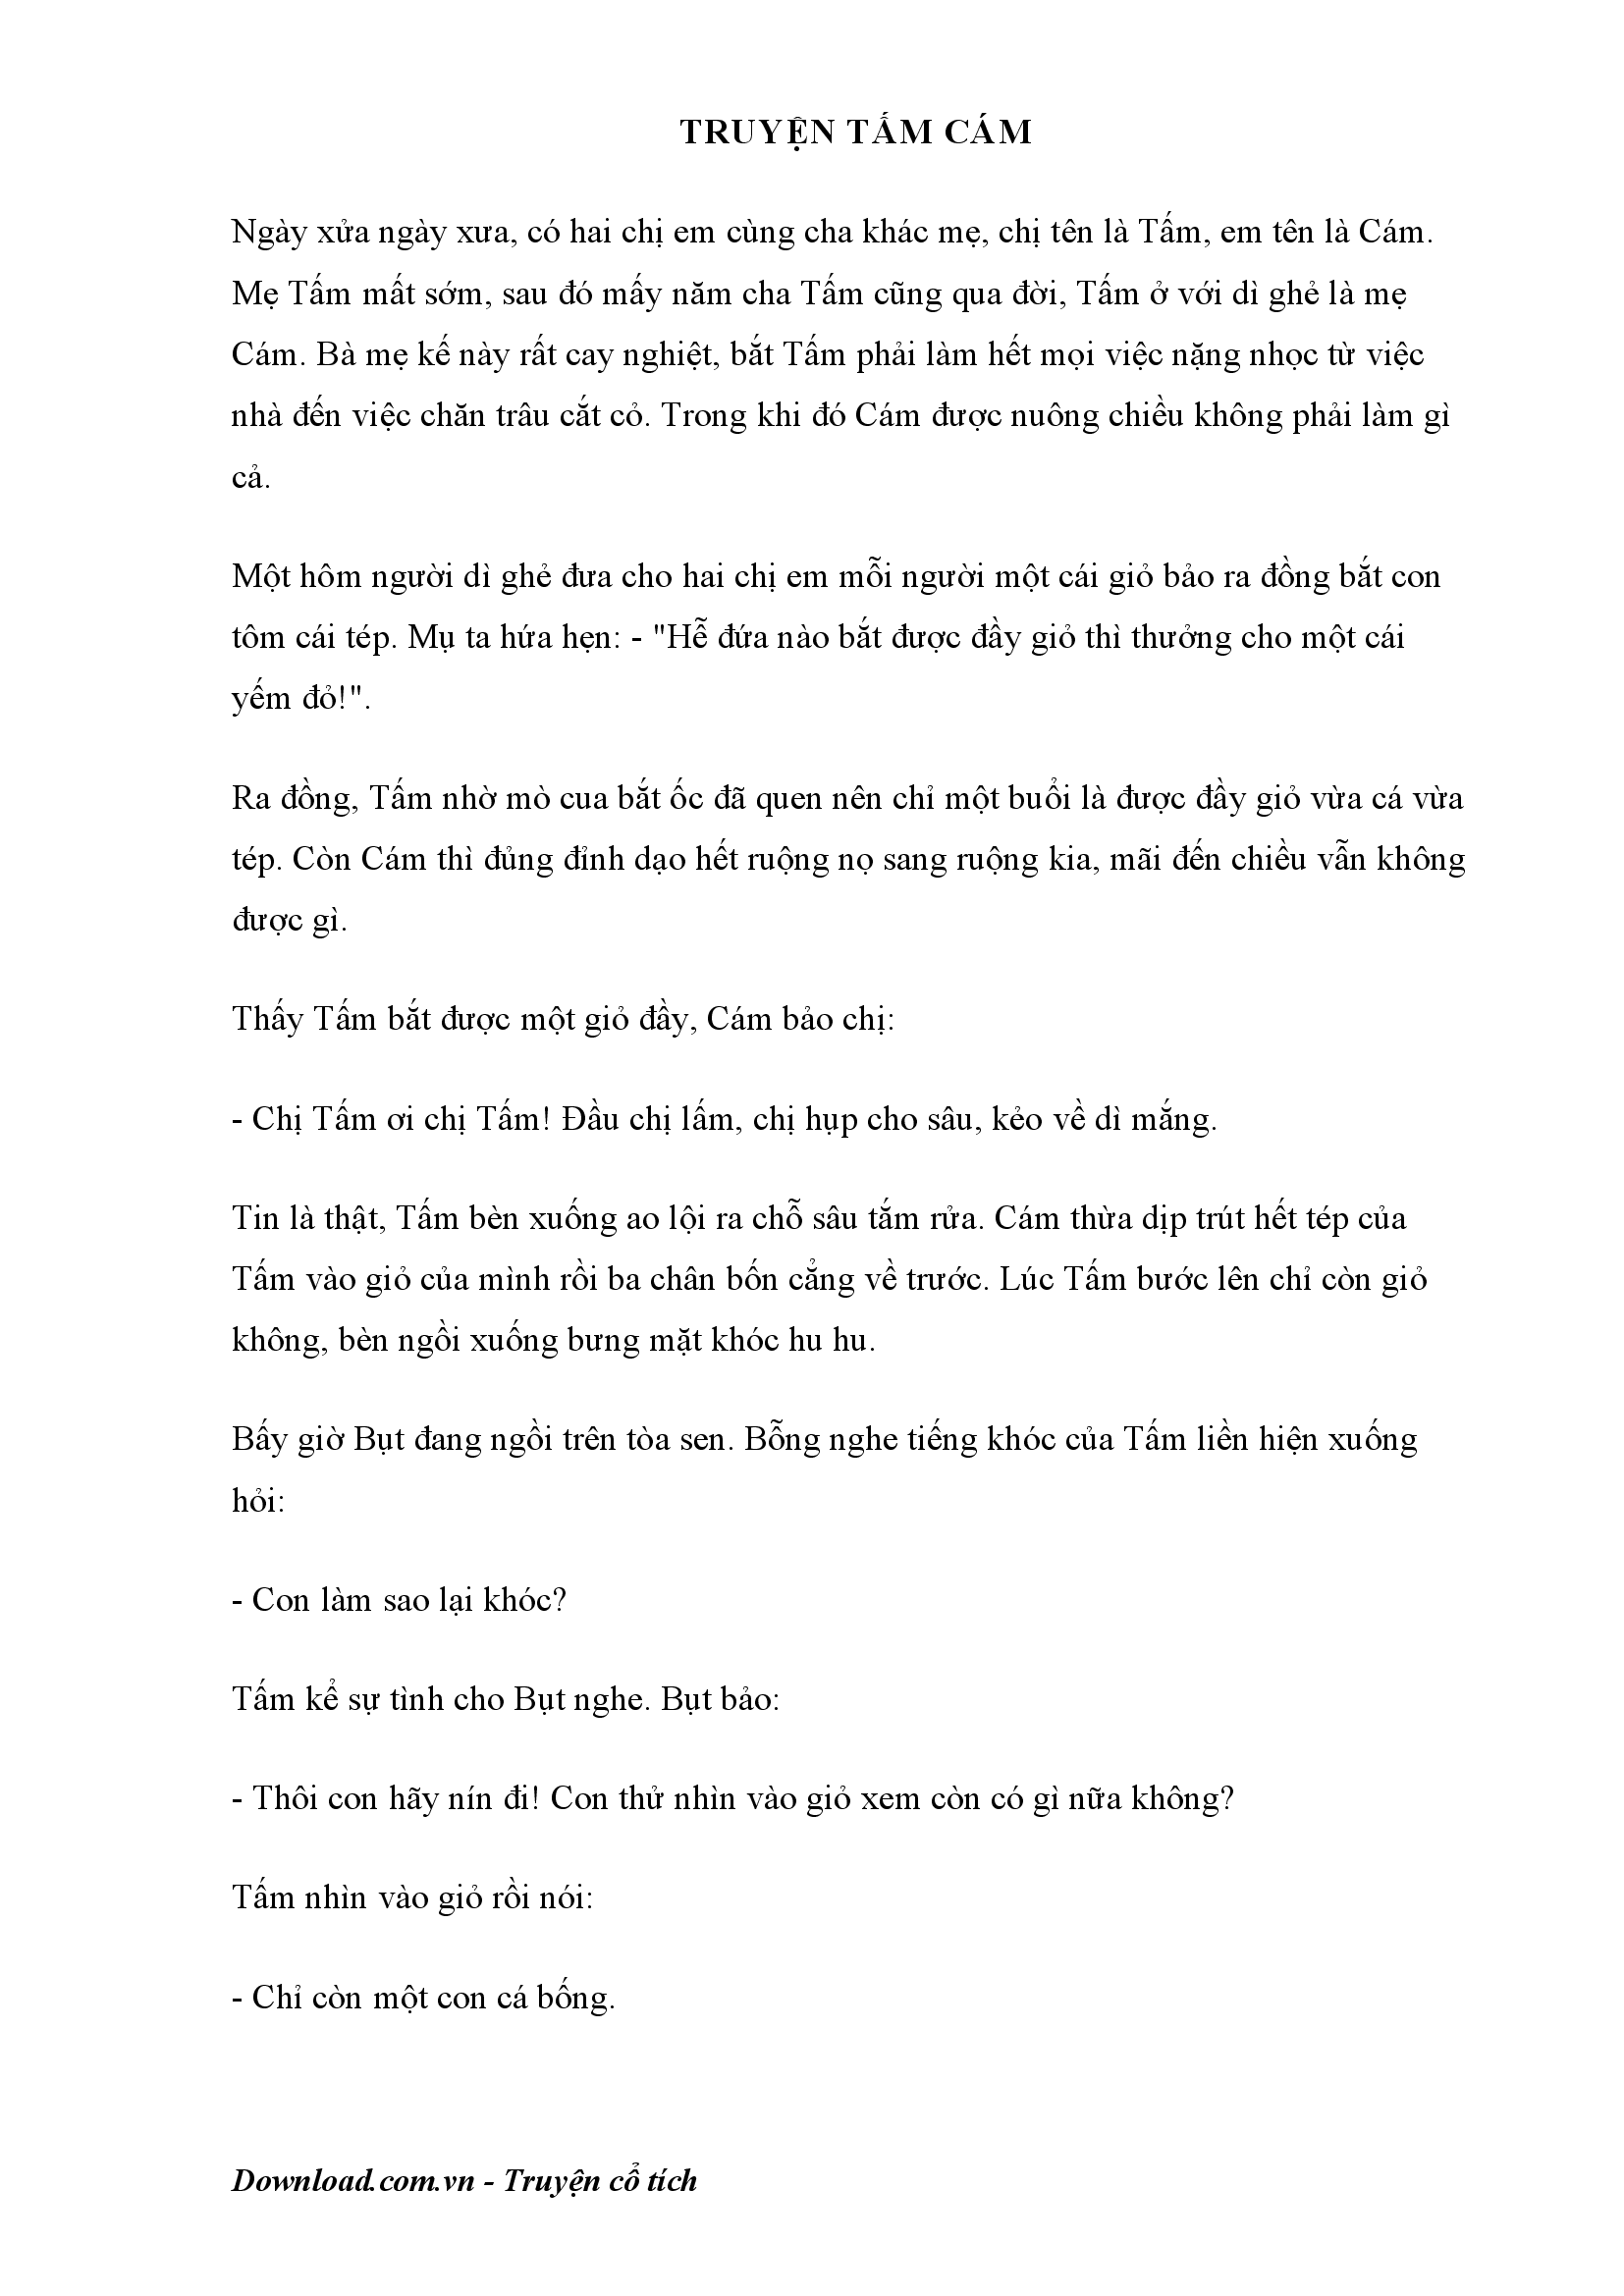 TRUYỆN TẤM CÁM
Ngày xửa ngày xưa, có hai chị em cùng cha khác mẹ, chị tên là Tấm, em tên là Cám.
Mẹ Tấm mất sớm, sau đó mấy năm cha Tấm cũng qua đời, Tấm ở với dì ghẻ là mẹ
Cám. Bà mẹ kế này rất cay nghiệt, bắt Tấm phải làm hết mọi việc nặng nhọc từ việc
nhà đến việc chăn trâu cắt cỏ. Trong khi đó Cám được nuông chiều không phải làm gì
cả.
Một hôm người dì ghẻ đưa cho hai chị em mỗi người một cái giỏ bảo ra đồng bắt con
tôm cái tép. Mụ ta hứa hẹn: - "Hễ đứa nào bắt được đầy giỏ thì thưởng cho một cái
yếm đỏ!".
Ra đồng, Tấm nhờ mò cua bắt ốc đã quen nên chỉ một buổi là được đầy giỏ vừa cá vừa
tép. Còn Cám thì đủng đỉnh dạo hết ruộng nọ sang ruộng kia, mãi đến chiều vẫn không
được gì.
Thấy Tấm bắt được một giỏ đầy, Cám bảo chị:
- Chị Tấm ơi chị Tấm! Đầu chị lấm, chị hụp cho sâu, kẻo về dì mắng.
Tin là thật, Tấm bèn xuống ao lội ra chỗ sâu tắm rửa. Cám thừa dịp trút hết tép của
Tấm vào giỏ của mình rồi ba chân bốn cẳng về trước. Lúc Tấm bước lên chỉ còn giỏ
không, bèn ngồi xuống bưng mặt khóc hu hu.
Bấy giờ Bụt đang ngồi trên tòa sen. Bỗng nghe tiếng khóc của Tấm liền hiện xuống
hỏi:
- Con làm sao lại khóc?
Tấm kể sự tình cho Bụt nghe. Bụt bảo:
- Thôi con hãy nín đi! Con thử nhìn vào giỏ xem còn có gì nữa không?
Tấm nhìn vào giỏ rồi nói:
- Chỉ còn một con cá bống.
Download.com.vn - Truyện cổ tích